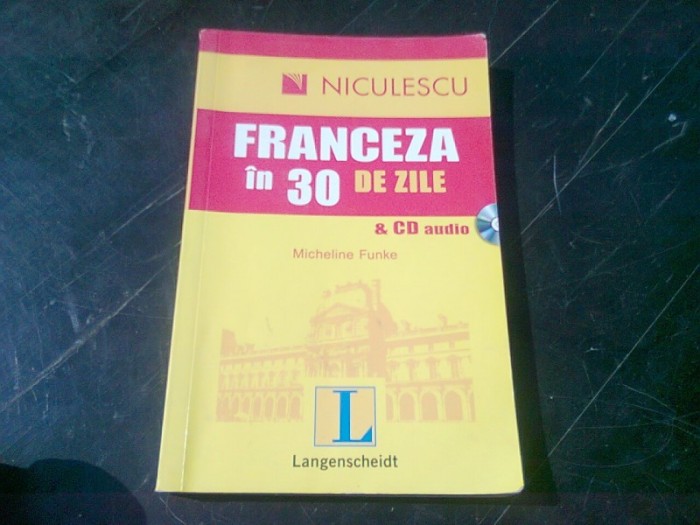 NICULESCU
FRANCEZA
în 30 DE ZILE
& CD audio
Micheline Funke
L
Langenscheidt